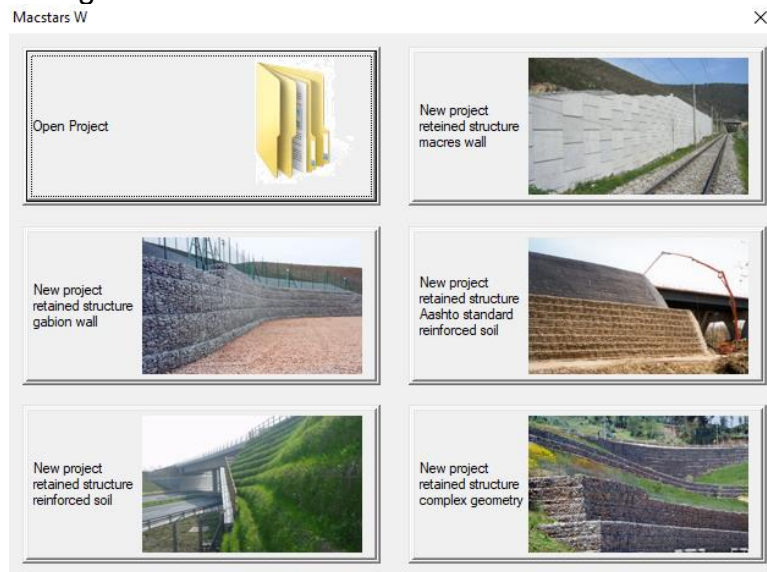 Macstars W
Open Project
New project
reteined structure
macres wall
New project
retained structure
gabion wall
New project
retained structure
Aashto standard
reinforced soil
New project
retained structure
reinforced soil
New project
retained structure
complex geometry